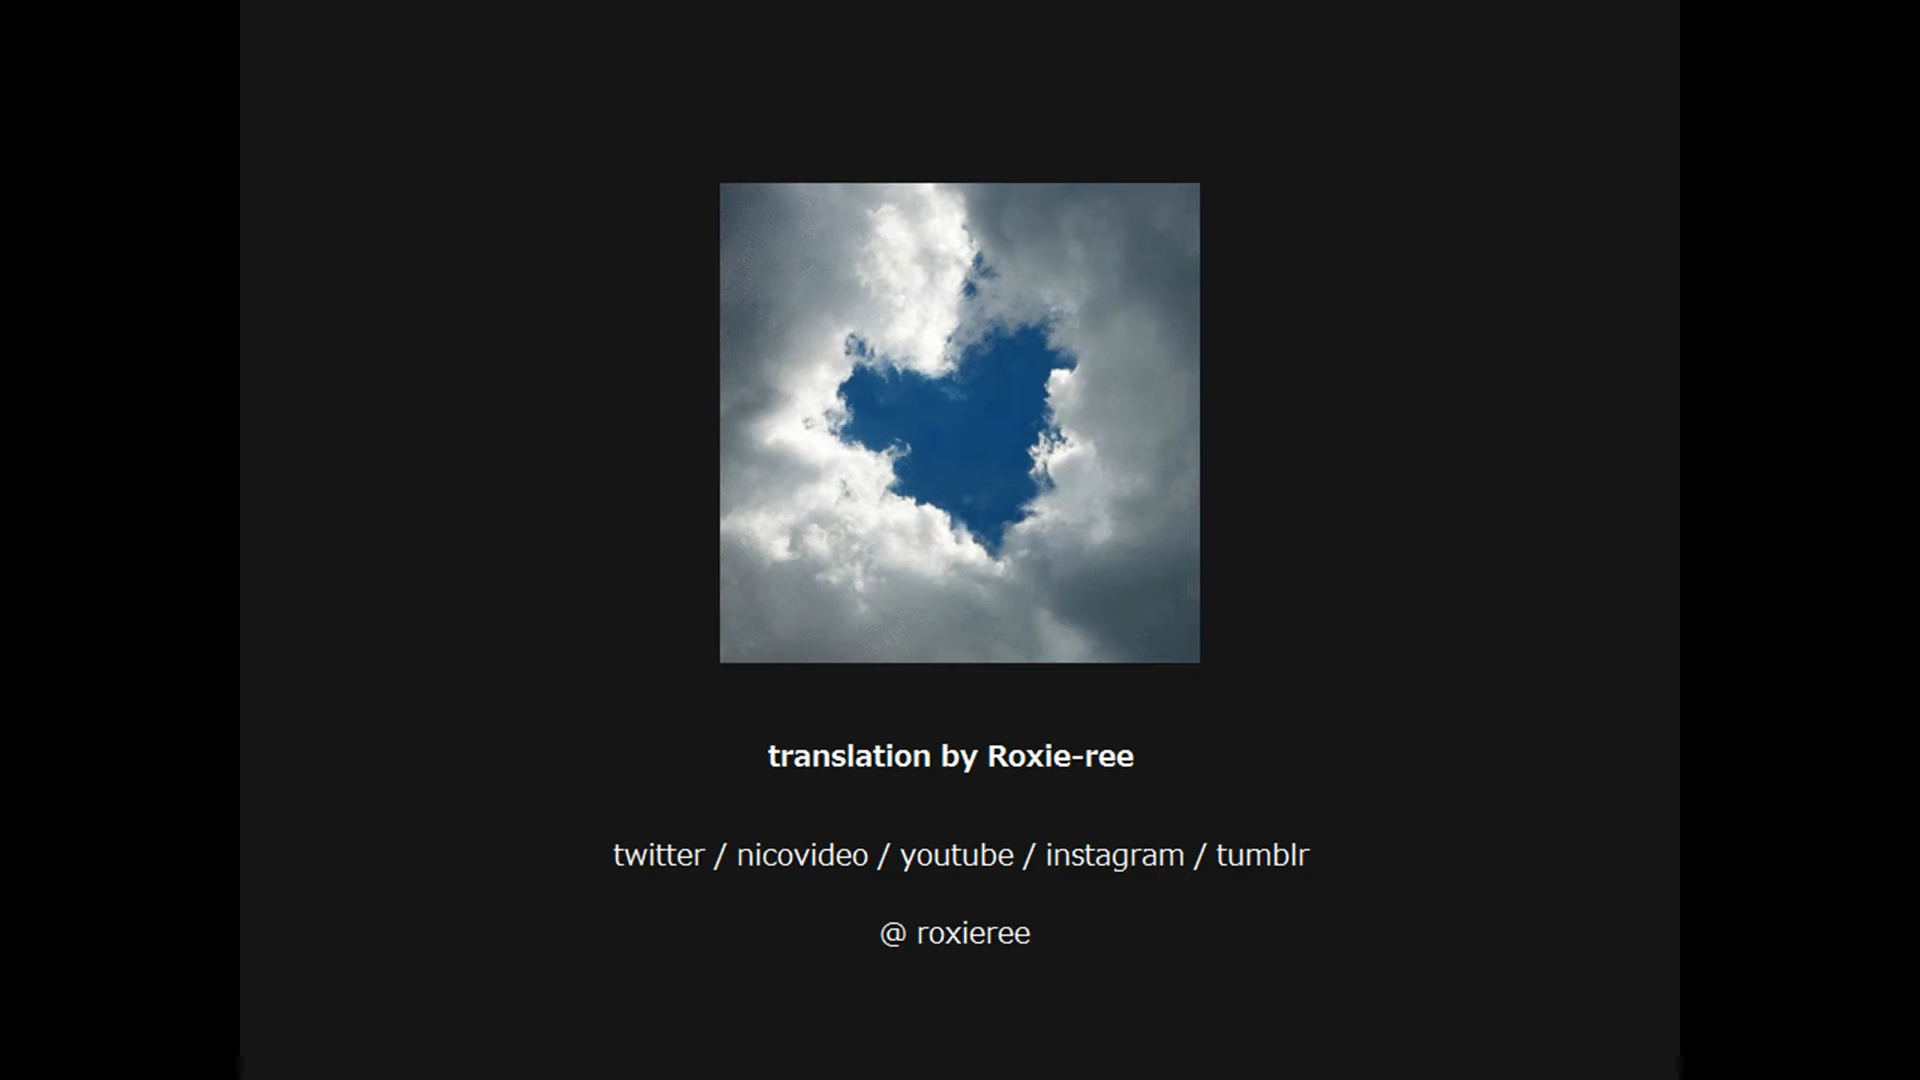 translation by Roxie-ree
twitter / nicovideo / youtube / instagram / tumblr
@ roxieree